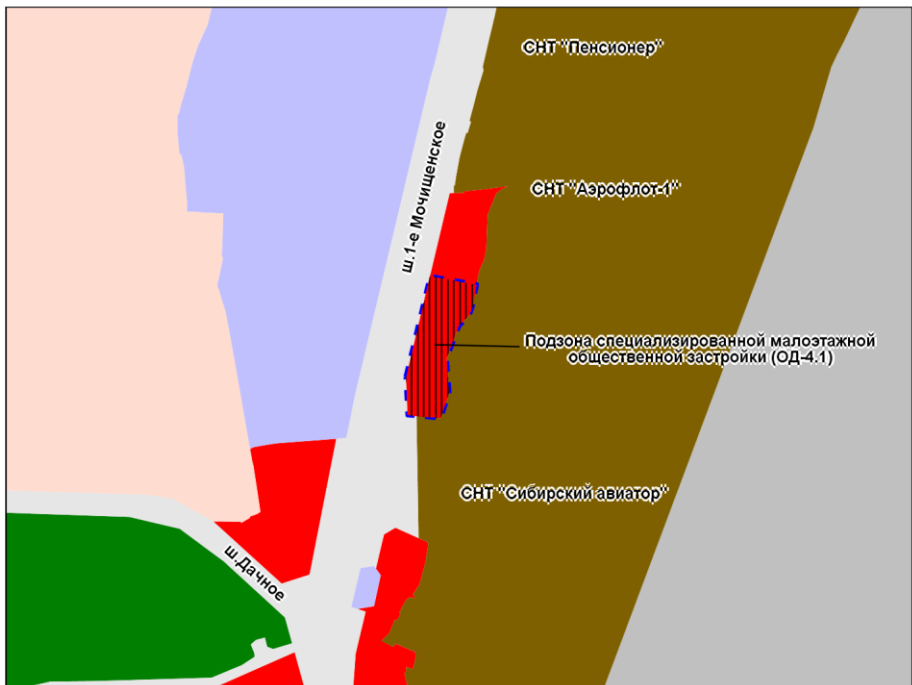 СНТ "Пенсионер"
ш.1-е Мочищенское
СНТ "Аэрофлот-1"
Подзона специализированной малоэтажной
общественной застройки (ОД-4.1)
СНТ "Сибирский авиатор"
ш.Дачное